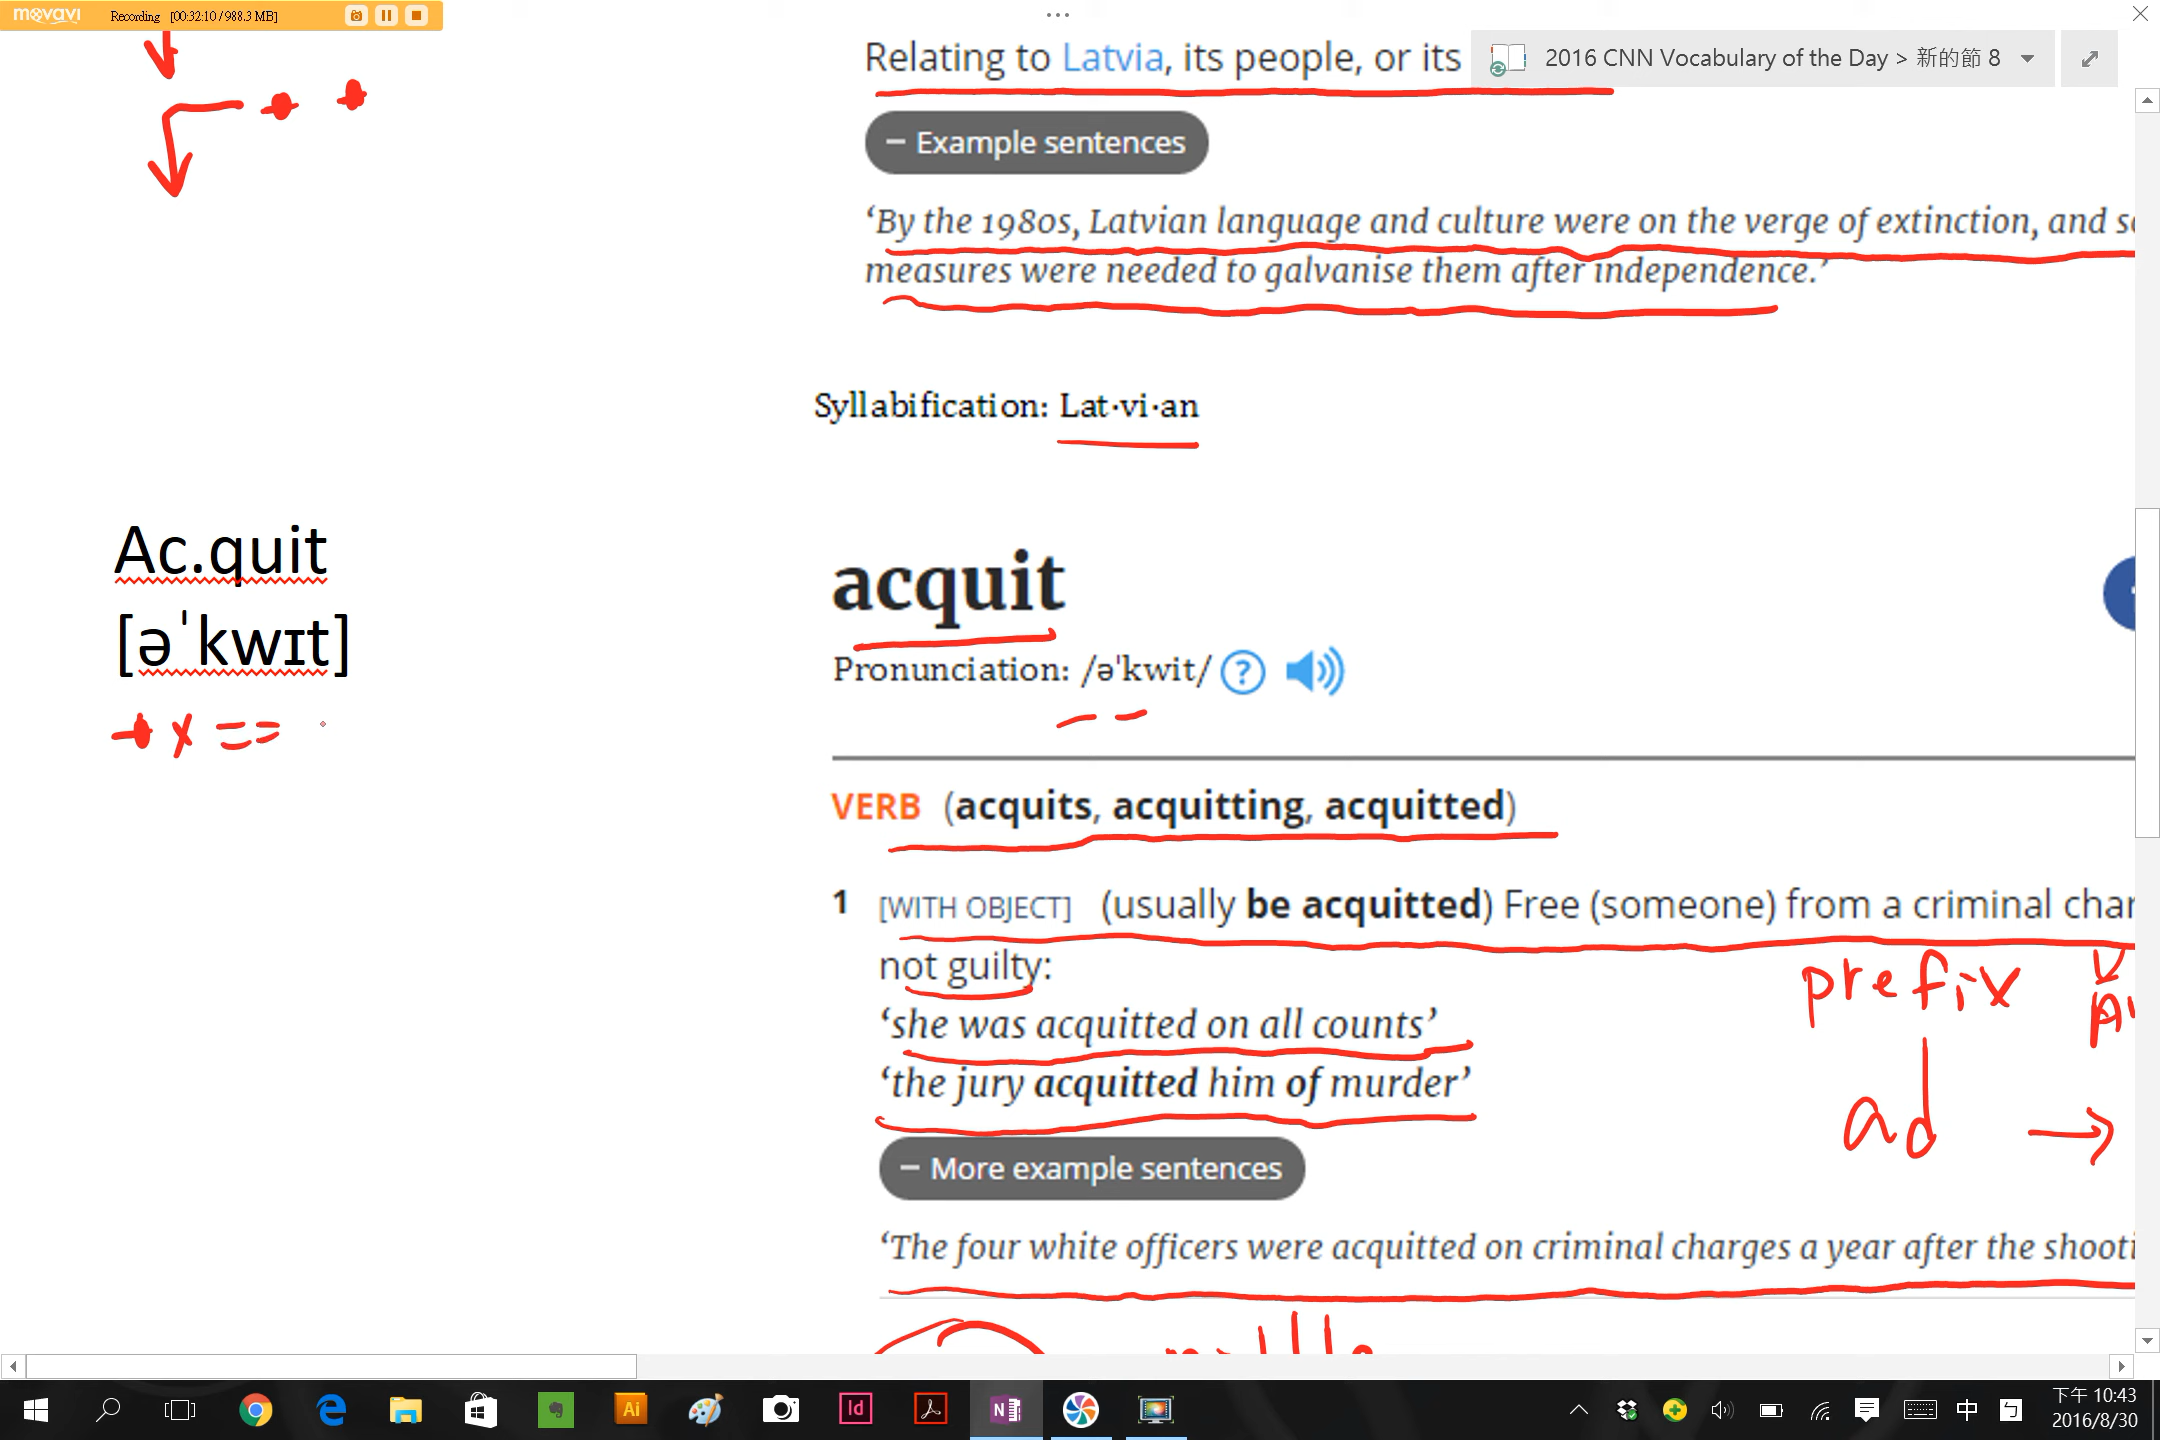 movavi Recording [00:32:10 / 988.3 MB]
Relating to Latvia, its people, or its
2016 CNN Vocabulary of the Day > 新的節 8
− Example sentences
‘By the 1980s, Latvian language and culture were on the verge of extinction, and
measures were needed to galvanise them after independence.’
Syllabification: Lat·vi·an
Ac.quit
[əˈkwɪt]
acquit
Pronunciation: /əˈkwit/ ?
VERB (acquits, acquitting, acquitted)
1 [WITH OBJECT] (usually be acquitted) Free (someone) from a criminal
not guilty:
prefix
‘she was acquitted on all counts’
‘the jury acquitted him of murder’
ad →
− More example sentences
‘The four white officers were acquitted on criminal charges a year after the
Ai Id N 中 ㄅ
下午 10:43
2016/8/30